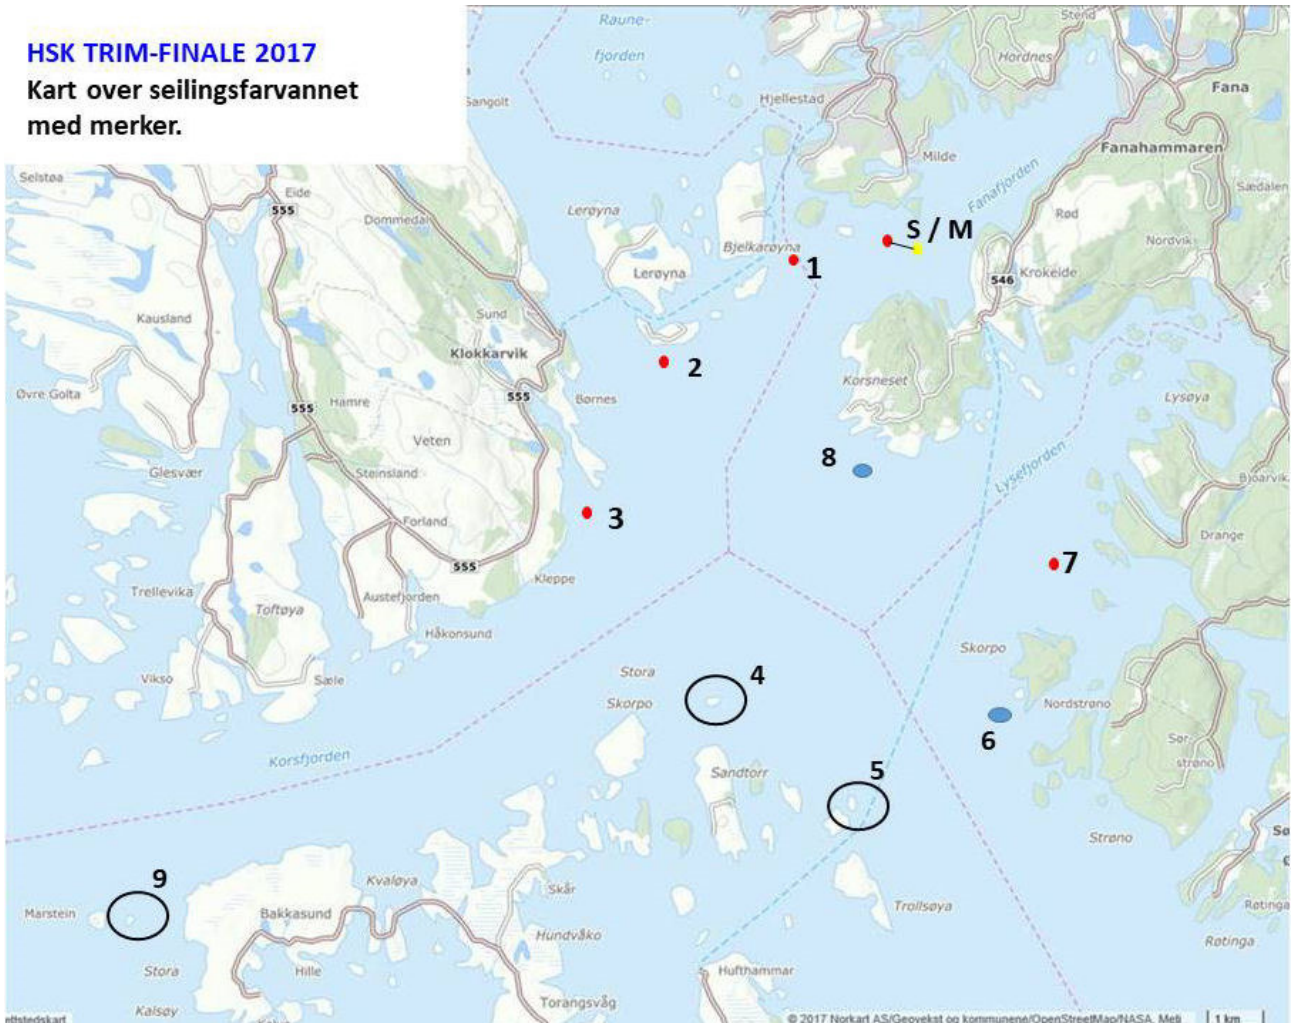 HSK TRIM-FINALE 2017
Kart over seilingsfarvannet
med merker.
Raune-
fjorden
Stend
Hordnes
Fana
Sangolt
Hjellestad
Fanahammaren
Milde
Selstøa
Eide
555
Dommedal
Lerøyna
Fanafjorden
Sædalen
Rød
S / M
Bjelkarøyna
Nordvik
Lerøyna
1
546
Krokeide
Kausland
Sund
Klokkarvik
2
Korsneset
Øvre Golta
Hamre
555
555
Børnes
Lysøya
Veten
Glesvær
Steinsland
8
Lysefjorden
Bjoarvik
Forland
3
Drange
555
Kleppe
7
Trellevika
Toftøya
Austefjorden
Håkonsund
Skorpo
Vikso
Sæle
Stora
Skorpo
4
Nordstrøno
6
Sør-
strøno
Korsfjorden
Sandtorr
5
Strøno
9
Kvaløya
Skår
Marstein
Bakkasund
Trollsøya
Røtinga
Hundvåko
Røtinga
Stora
Kalsøy
Hille
Hufthammar
Torangsvåg
© 2017 Norkart AS/Geovekst og kommunene/OpenStreetMap/NASA, Meti
1 km